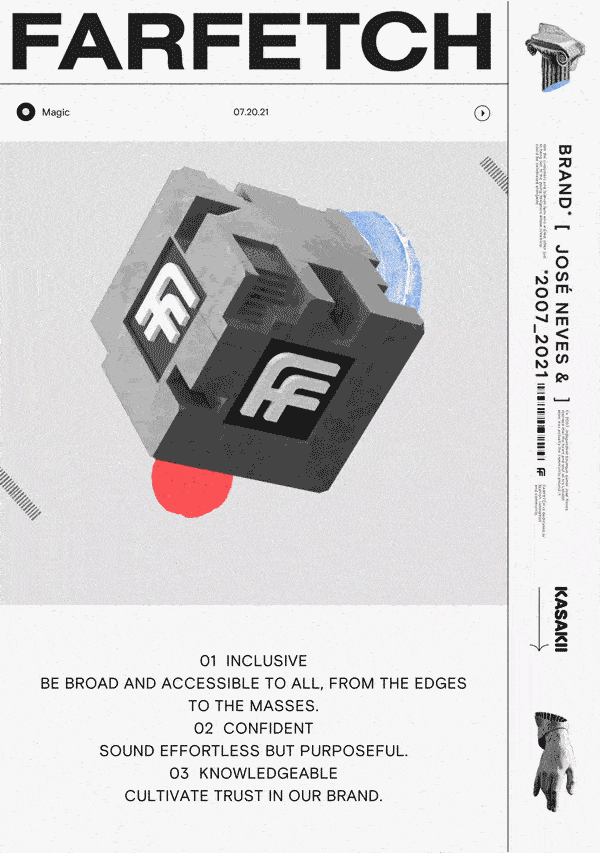 FARFETCH
Magic
07.20.21
01 INCLUSIVE
BE BROAD AND ACCESSIBLE TO ALL, FROM THE EDGES
TO THE MASSES.
02 CONFIDENT
SOUND EFFORTLESS BUT PURPOSEFUL.
03 KNOWLEDGEABLE
CULTIVATE TRUST IN OUR BRAND.
BRAND* [ JOSÉ NEVES & ]
*2007_2021
KASAKII